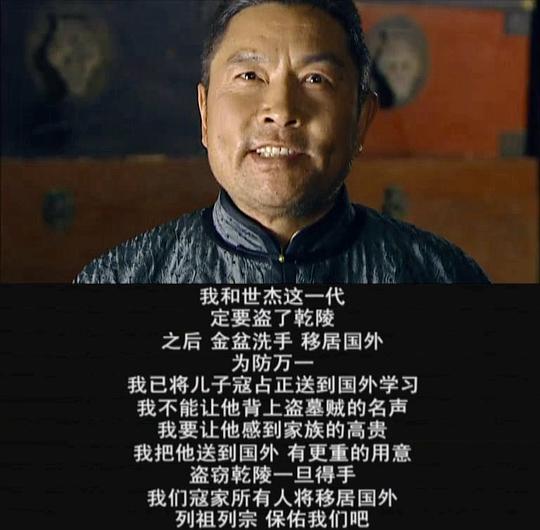 我和世杰这一代
定要盗了乾陵
之后 金盆洗手 移居国外
为防万一
我已将儿子寇占正送到国外学习
我不能让他背上盗墓贼的名声
我要让他感到家族的高贵
我把他送到国外 有更重的用意
盗窃乾陵一旦得手
我们寇家所有人将移居国外
列祖列宗 保佑我们吧